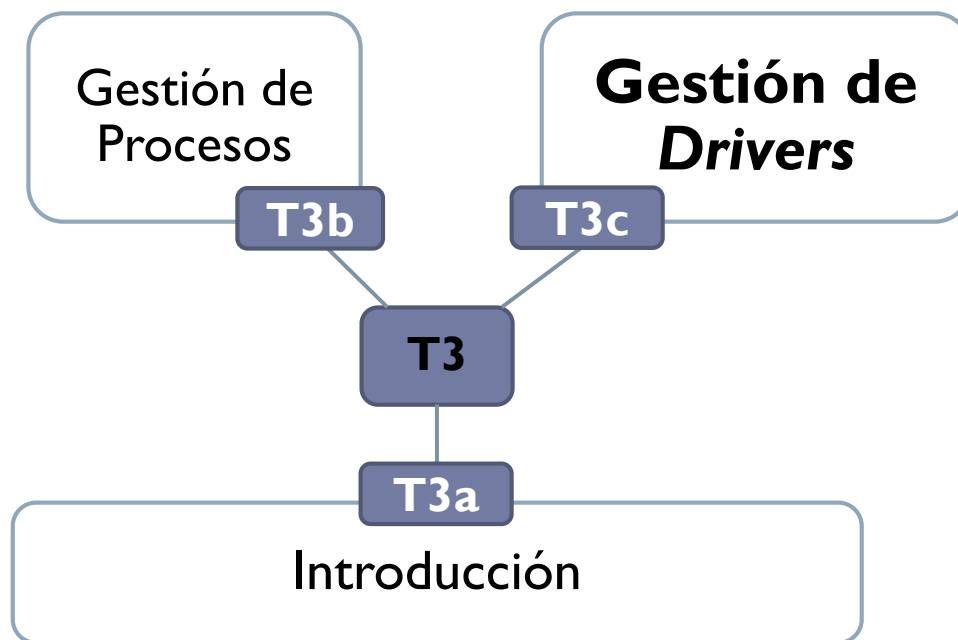 Gestión de
Procesos
T3b
Gestión de
Drivers
T3c
T3
T3a
Introducción